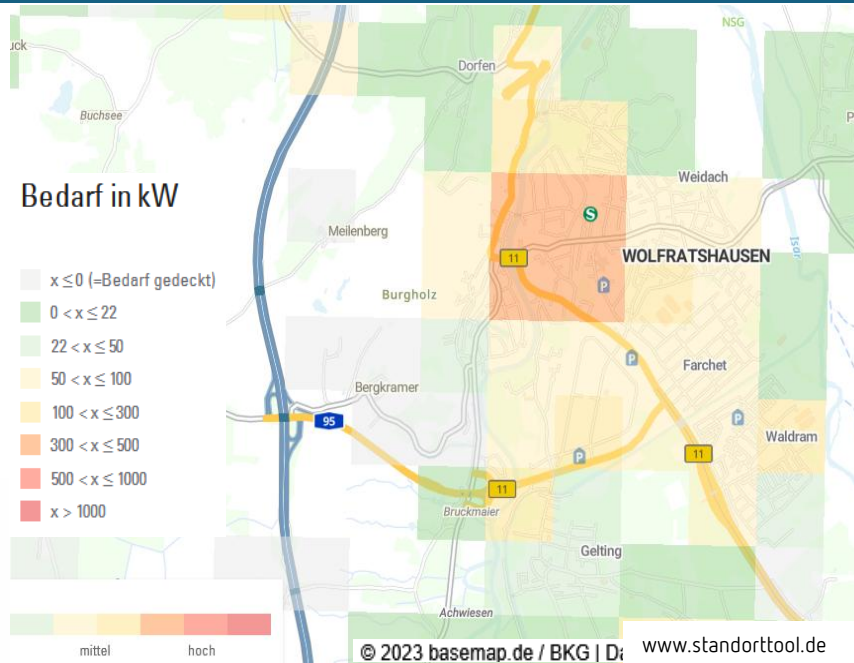 NSG
uck
Dorfen
Buchsee
Weidach
Bedarf in kW
Meilenberg
WOLFRATSHAUSEN
Isar
11
x ≤ 0 (=Bedarf gedeckt)
Burgholz
0 < x ≤ 22
22 < x ≤ 50
Farchet
50 < x ≤ 100
Bergkramer
100 < x ≤ 300
95
Waldram
300 < x ≤ 500
11
500 < x ≤ 1000
11
x > 1000
Bruckmaier
Gelting
Achwiesen
mittel
hoch
© 2023 basemap.de / BKG | Da
www.standorttool.de
S
P
P
P
P
P